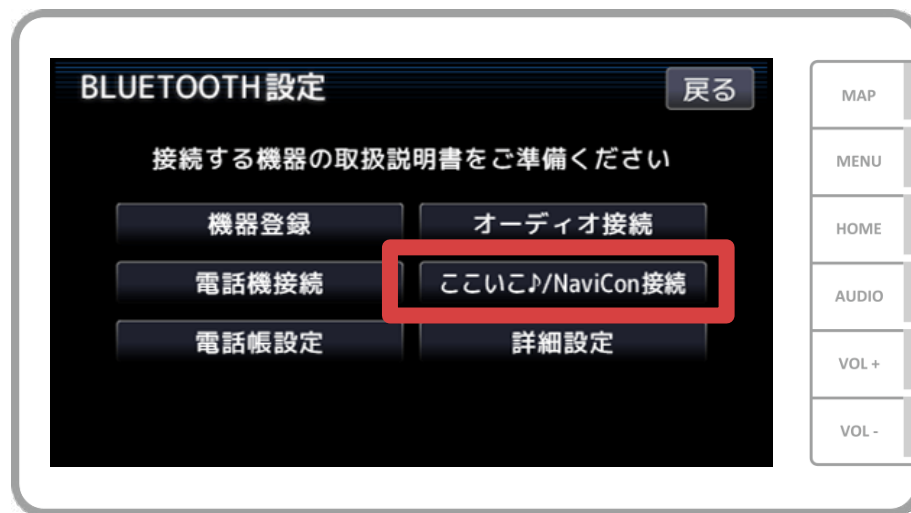 BLUETOOTH設定
戻る
接続する機器の取扱説明書をご準備ください
機器登録
オーディオ接続
電話機接続
ここいこ♪/NaviCon接続
電話帳設定
詳細設定
MAP
MENU
HOME
AUDIO
VOL +
VOL -